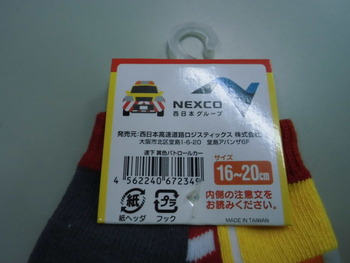 NEXCO
西日本グループ
発売元:西日本高速道路ロジスティックス 株式会社
大阪市北区堂島1-6-20 堂島アバンザ6F
道下 黄色パトロールカー
サイズ
16~20cm
4 562240 672349
内側の注意文を
お読みください。
紙
紙ヘッダ
プラ
フック
MADE IN TAIWAN